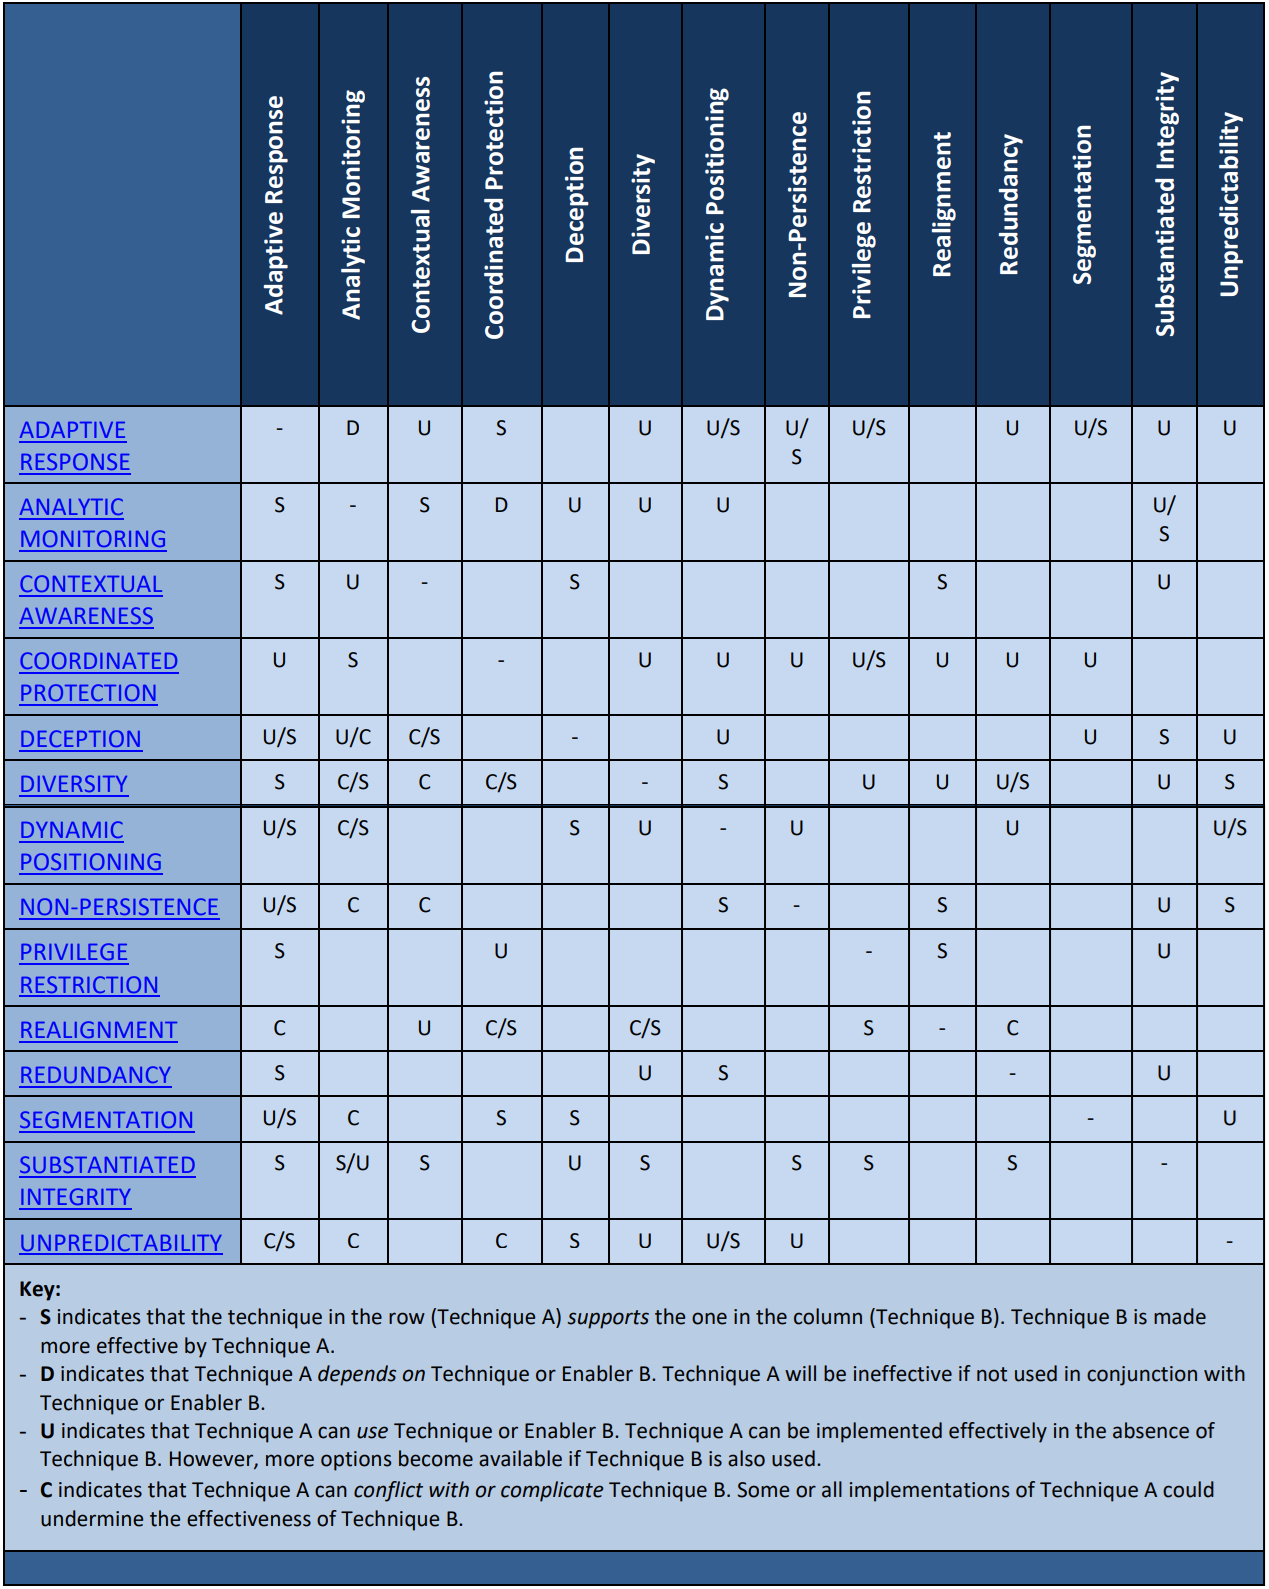 Adaptive Response
Analytic Monitoring
Contextual Awareness
Coordinated Protection
Deception
Diversity
Dynamic Positioning
Non-Persistence
Privilege Restriction
Realignment
Redundancy
Segmentation
Substantiated Integrity
Unpredictability
ADAPTIVE - D U S U U/S U/ U/S U U/S U U
RESPONSE S
ANALYTIC S - S D U U U U/
MONITORING S
CONTEXTUAL S U - S S U
AWARENESS
COORDINATED U S - U U U U/S U U U
PROTECTION
DECEPTION U/S U/C C/S - U U S U
DIVERSITY S C/S C C/S - S U U U/S U S
DYNAMIC U/S C/S S U - U U U/S
POSITIONING
NON-PERSISTENCE U/S C C S - S U S
PRIVILEGE S U - S U
RESTRICTION
REALIGNMENT C U C/S C/S S - C
REDUNDANCY S U S - U
SEGMENTATION U/S C S S - U
SUBSTANTIATED S S/U S U S S S S -
INTEGRITY
UNPREDICTABILITY C/S C C S U U/S U -
Key:
- S indicates that the technique in the row (Technique A) supports the one in the column (Technique B). Technique B is made
more effective by Technique A.
- D indicates that Technique A depends on Technique or Enabler B. Technique A will be ineffective if not used in conjunction with
Technique or Enabler B.
- U indicates that Technique A can use Technique or Enabler B. Technique A can be implemented effectively in the absence of
Technique B. However, more options become available if Technique B is also used.
- C indicates that Technique A can conflict with or complicate Technique B. Some or all implementations of Technique A could
undermine the effectiveness of Technique B.